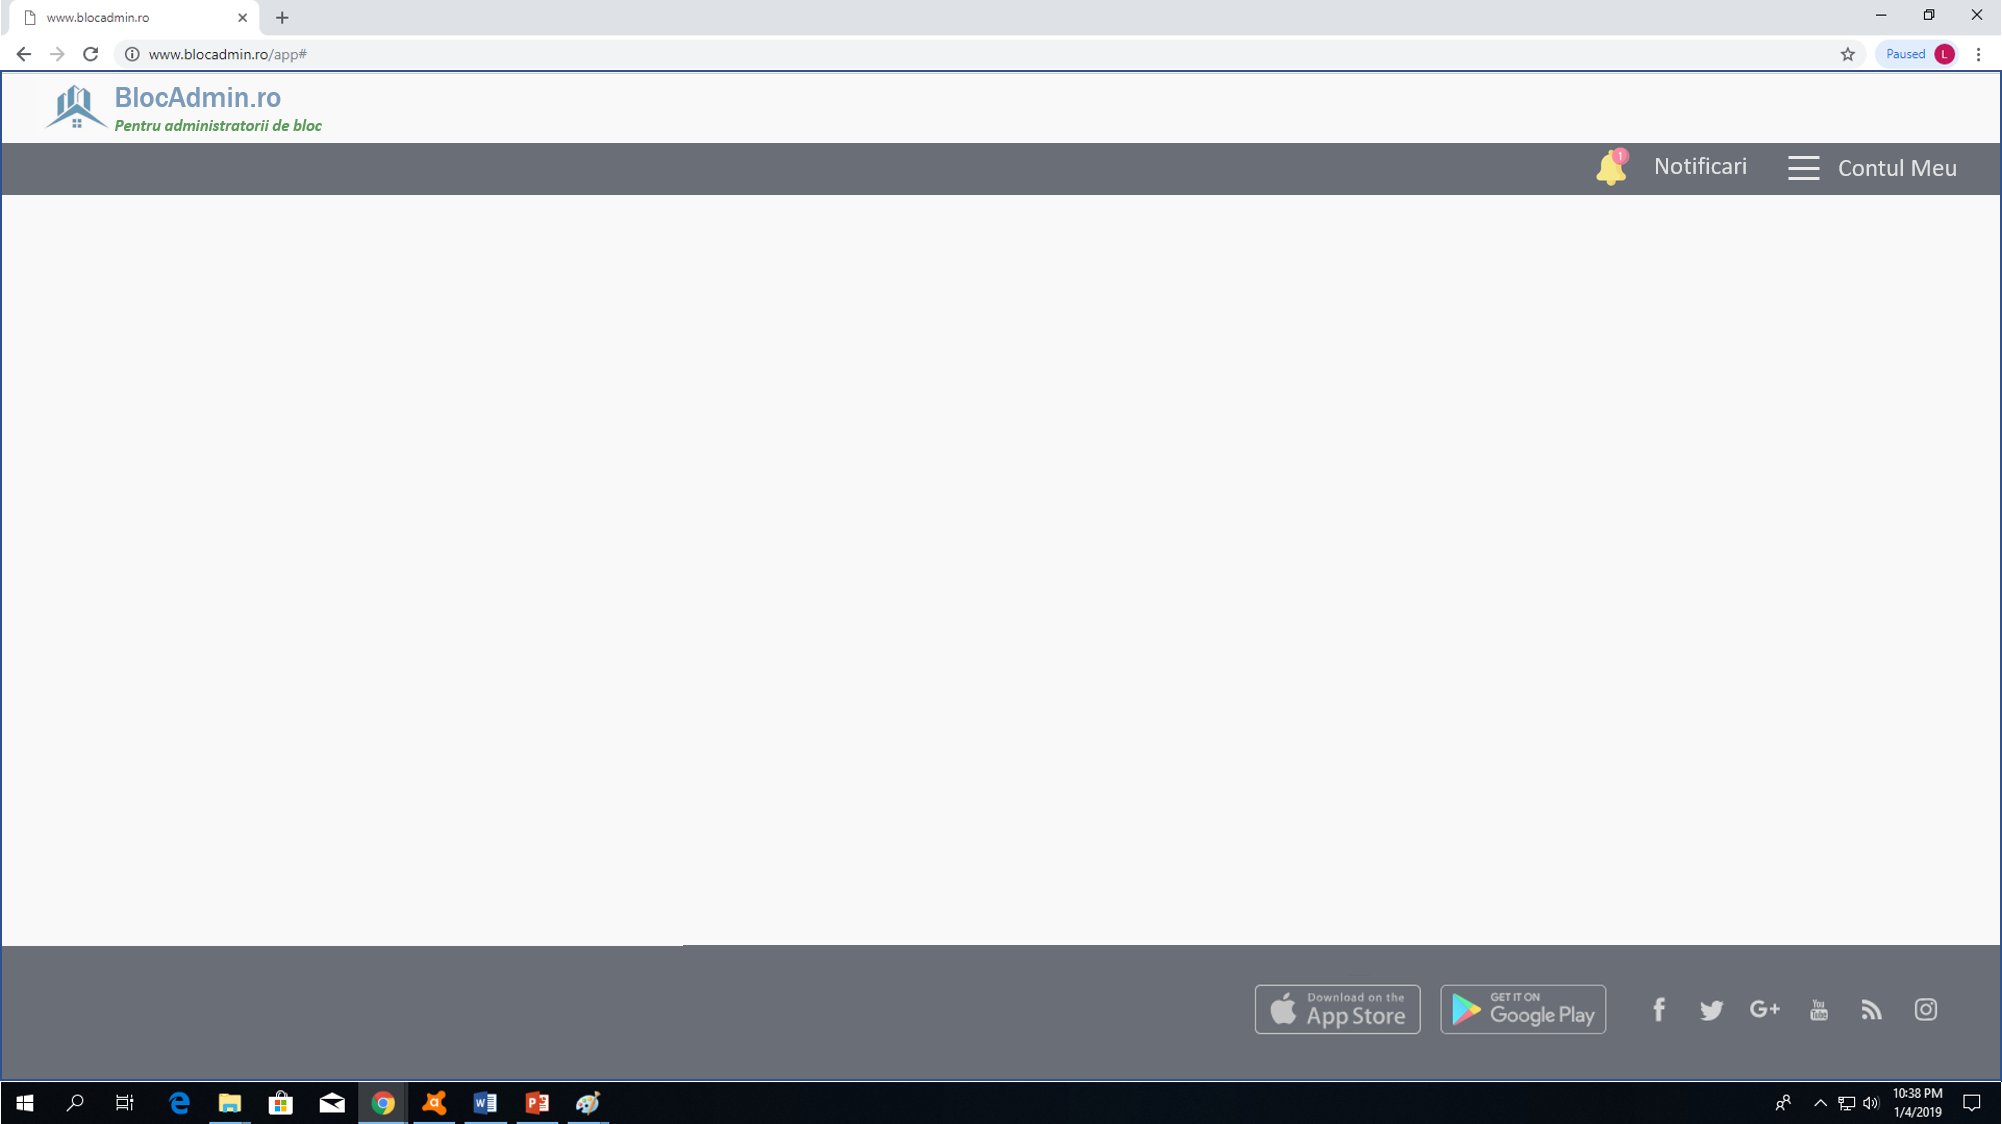 www.blocadmin.ro
www.blocadmin.ro/app#
Paused L
BlocAdmin.ro
Pentru administratorii de bloc
1 Notificari Contul Meu
Download on the
App Store
GET IT ON
Google Play
f G+ You Tube
10:38 PM
1/4/2019